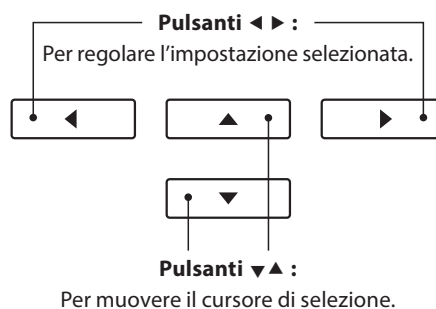 Pulsanti ◀ ▶ :
Per regolare l'impostazione selezionata.
◀ ▲ ▶
▼
Pulsanti ▼▲ :
Per muovere il cursore di selezione.